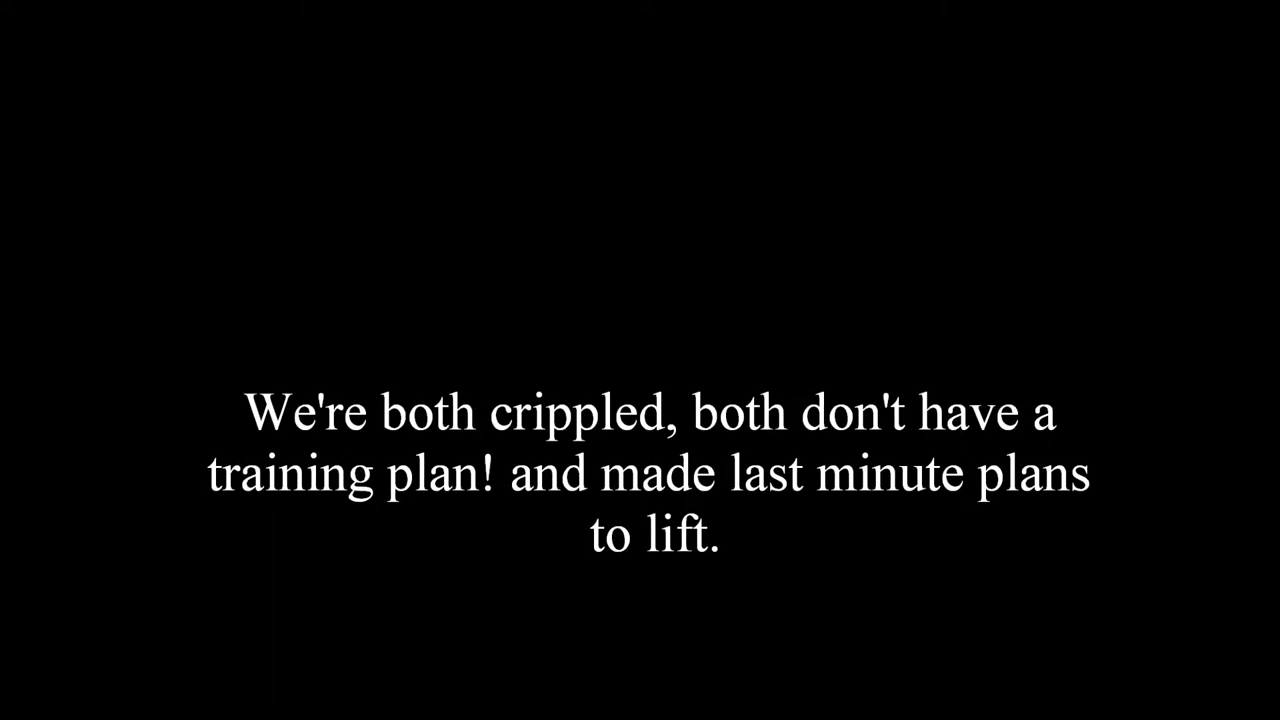 We're both crippled, both don't have a
training plan! and made last minute plans
to lift.